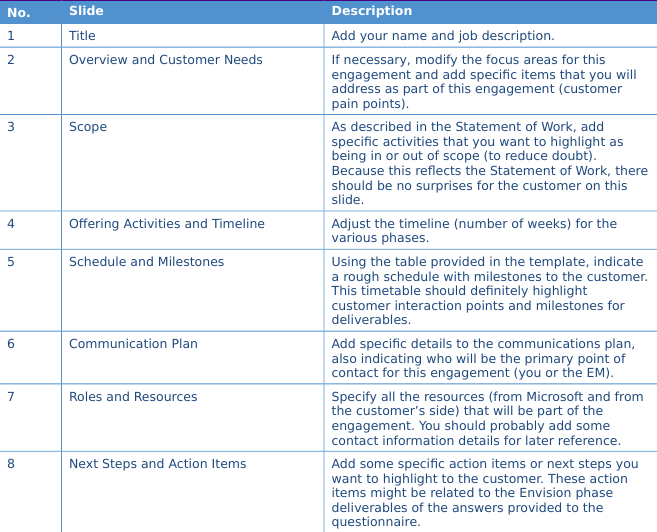 No. Slide Description
1 Title Add your name and job description.
2 Overview and Customer Needs If necessary, modify the focus areas for this
engagement and add specific items that you will
address as part of this engagement (customer
pain points).
3 Scope As described in the Statement of Work, add
specific activities that you want to highlight as
being in or out of scope (to reduce doubt).
Because this reflects the Statement of Work, there
should be no surprises for the customer on this
slide.
4 Offering Activities and Timeline Adjust the timeline (number of weeks) for the
various phases.
5 Schedule and Milestones Using the table provided in the template, indicate
a rough schedule with milestones to the customer.
This timetable should definitely highlight
customer interaction points and milestones for
deliverables.
6 Communication Plan Add specific details to the communications plan,
also indicating who will be the primary point of
contact for this engagement (you or the EM).
7 Roles and Resources Specify all the resources (from Microsoft and from
the customer’s side) that will be part of the
engagement. You should probably add some
contact information details for later reference.
8 Next Steps and Action Items Add some specific action items or next steps you
want to highlight to the customer. These action
items might be related to the Envision phase
deliverables of the answers provided to the
questionnaire.